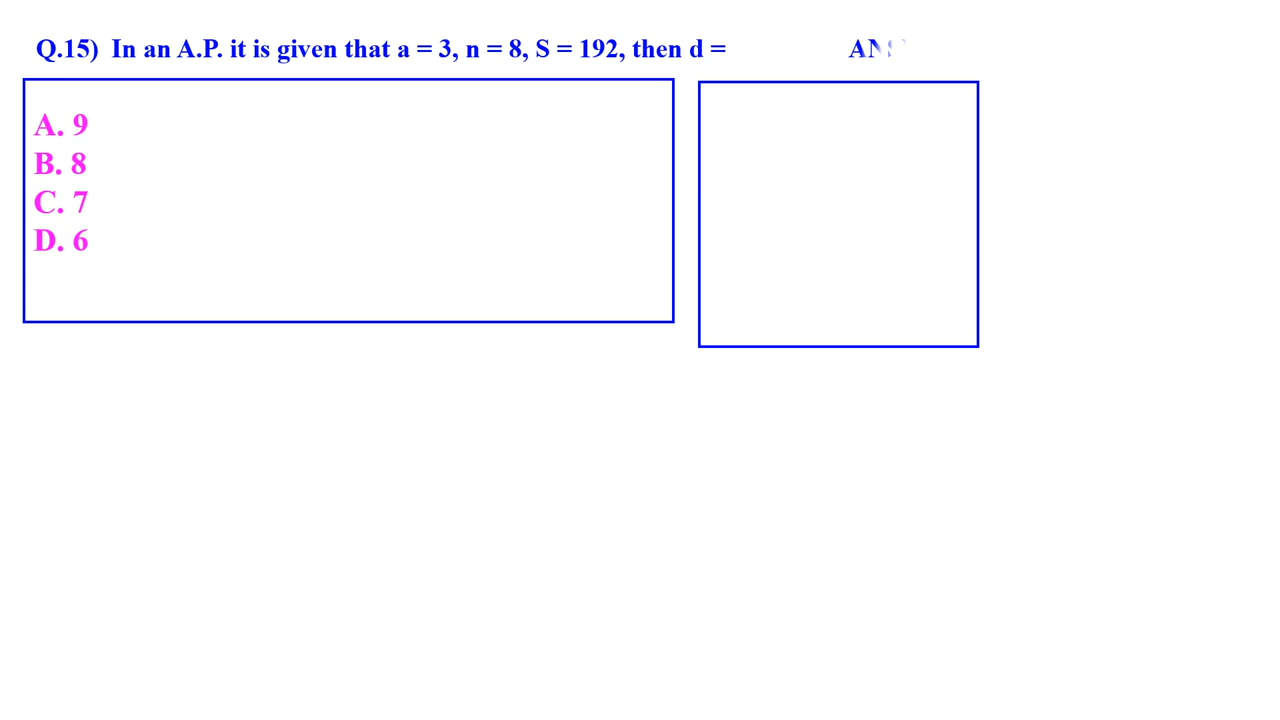 Q.15) In an A.P. it is given that a = 3, n = 8, S = 192, then d =
A. 9
B. 8
C. 7
D. 6